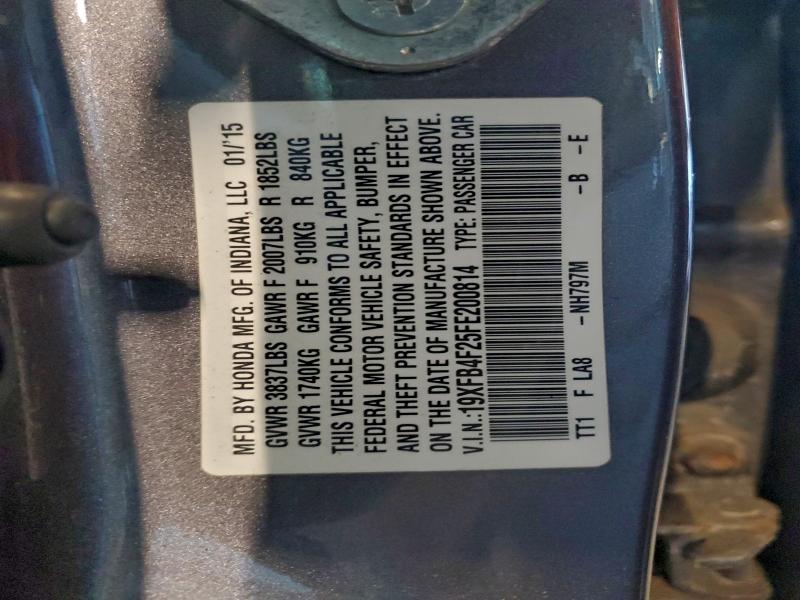 MFD. BY HONDA MFG. OF INDIANA, LLC 01/'15
GVWR 3837LBS GAWR F 2007LBS R 1852LBS
GVWR 1740KG GAWR F 910KG R 840KG
THIS VEHICLE CONFORMS TO ALL APPLICABLE
FEDERAL MOTOR VEHICLE SAFETY, BUMPER,
AND THEFT PREVENTION STANDARDS IN EFFECT
ON THE DATE OF MANUFACTURE SHOWN ABOVE.
V.I.N.:19XFB4F25FE200814 TYPE: PASSENGER CAR
TT1 F LA8 -NH797M -B -E